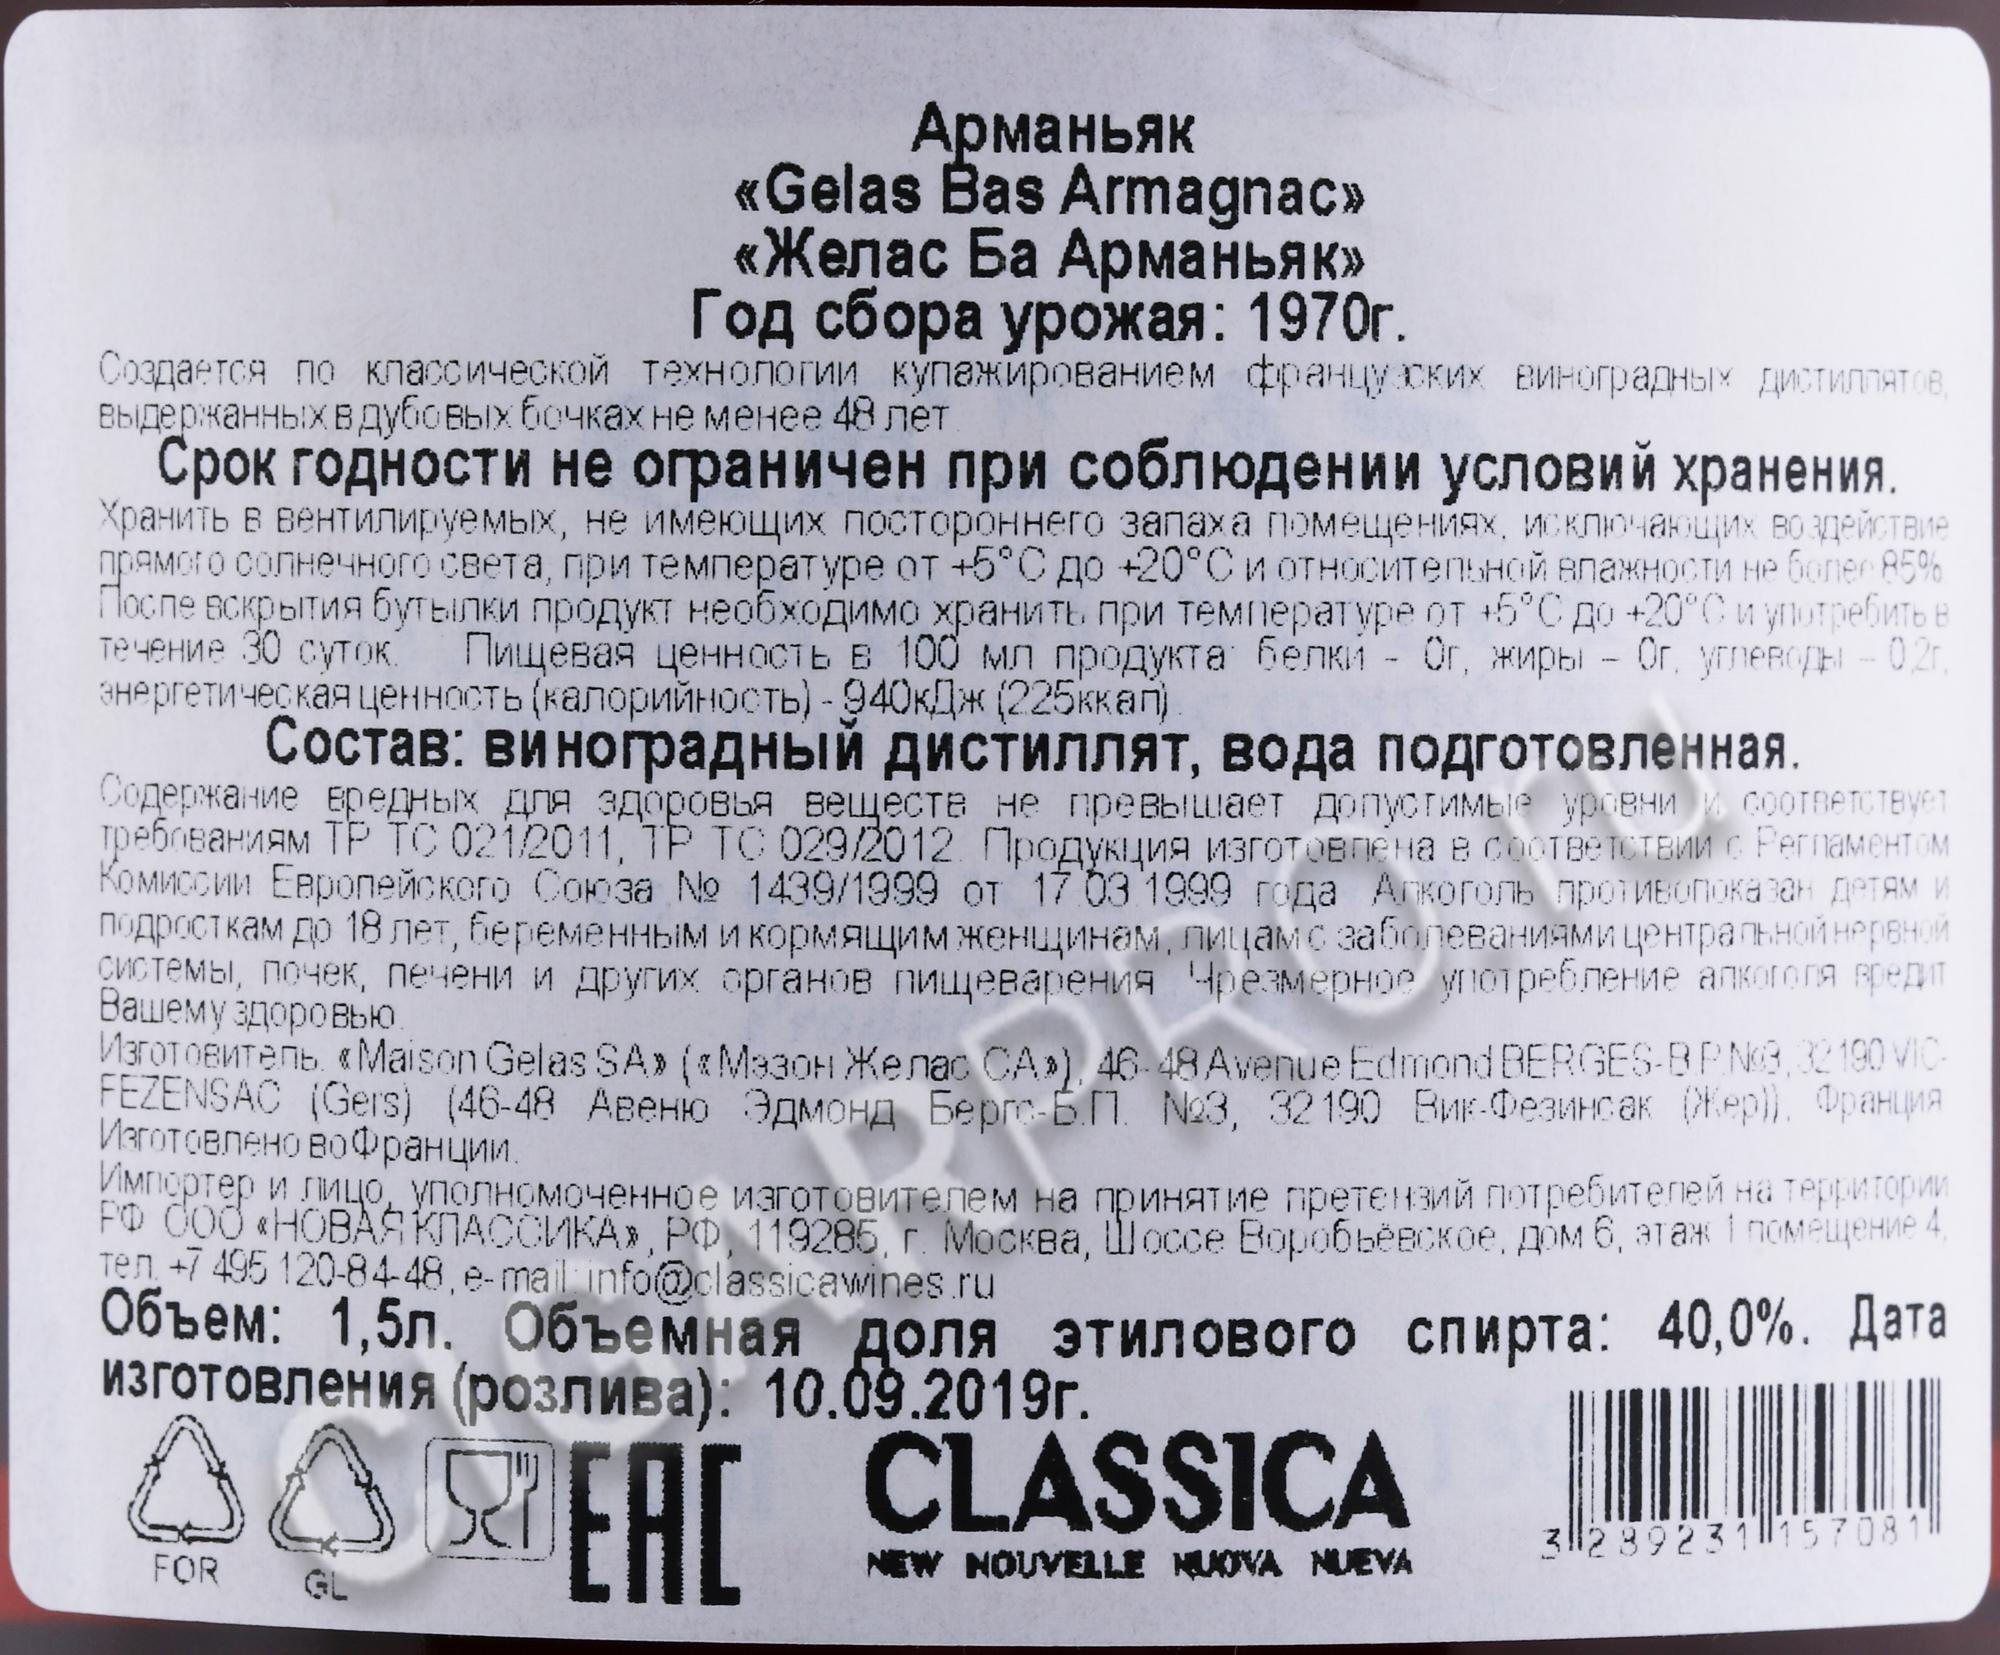 Арманьяк
«Gelas Bas Armagnac»
«Желас Ба Арманьяк»
Год сбора урожая: 1970г.
Создается по классической технологии купажированием французских виноградных дистиллятов,
выдержанных в дубовых бочках не менее 48 лет.
Срок годности не ограничен при соблюдении условий хранения.
Хранить в вентилируемых, не имеющих постороннего запаха помещениях, исключающих воздействие
прямого солнечного света, при температуре от +5°С до +20°С и относительной влажности не более 85%.
После вскрытия бутылки продукт необходимо хранить при температуре от +5°С до +20°С и употребить в
течение 30 суток. Пищевая ценность в 100 мл продукта: белки - 0г, жиры – 0г, углеводы – 0,2г,
энергетическая ценность (калорийность) - 940кДж (225ккал).
Состав: виноградный дистиллят, вода подготовленная.
Содержание вредных для здоровья веществ не превышает допустимые уровни и соответствует
требованиям ТР ТС 021/2011, ТР ТС 029/2012. Продукция изготовлена в соответствии с Регламентом
Комиссии Европейского Союза № 1439/1999 от 17.03.1999 года. Алкоголь противопоказан детям и
подросткам до 18 лет, беременным и кормящим женщинам, лицам с заболеваниями центральной нервной
системы, почек, печени и других органов пищеварения. Чрезмерное употребление алкоголя вредит
Вашему здоровью.
Изготовитель: «Maison Gelas SA» («Мэзон Желас СА»), 46-48 Avenue Edmond BERGES-B.P.№3, 32190 VIC-
FEZENSAC (Gers) (46-48 Авеню Эдмонд Бергс-Б.П. №3, 32190 Вик-Фезинсак (Жер)), Франция
Изготовлено во Франции.
Импортер и лицо, уполномоченное изготовителем на принятие претензий потребителей на территории
РФ ООО «НОВАЯ КЛАССИКА», РФ, 119285, г. Москва, Шоссе Воробьёвское, дом 6, этаж 1 помещение 4,
тел. +7 495 120-84-48, e-mail: info@classicawines.ru
Объем: 1,5л. Объемная доля этилового спирта: 40,0%. Дата
изготовления (розлива): 10.09.2019г.
FOR
GL
EAC
CLASSICA
NEW NOUVELLE NUOVA NUEVA
3 289231 157081
CIGARPRO.ru